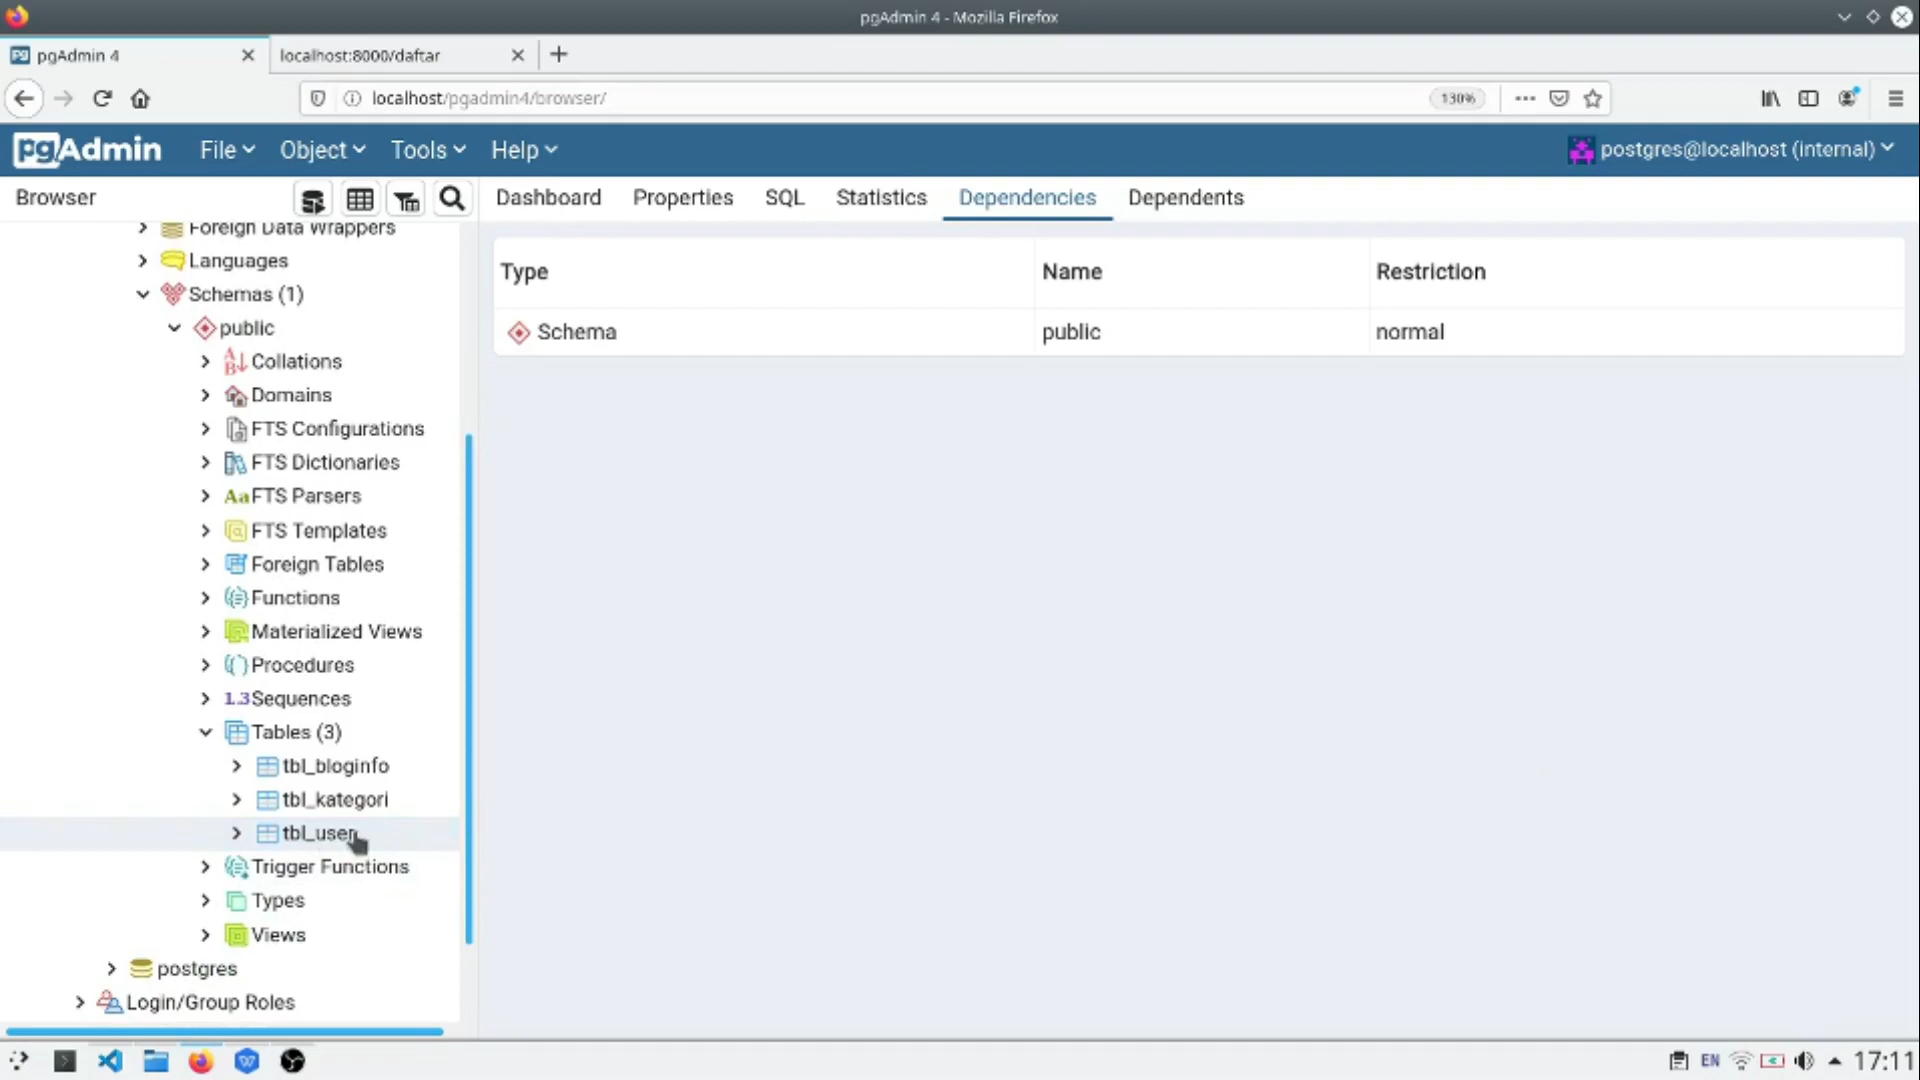 pgAdmin 4 - Mozilla Firefox
pgAdmin 4
localhost:8000/daftar
localhost/pgadmin4/browser/
130%
pgAdmin File Object Tools Help postgres@localhost (internal)
Browser
Dashboard Properties SQL Statistics Dependencies Dependents
Foreign Data Wrappers
Languages
Schemas (1)
public
Collations
Domains
FTS Configurations
FTS Dictionaries
Aa FTS Parsers
FTS Templates
Foreign Tables
Functions
Materialized Views
Procedures
1.3 Sequences
Tables (3)
tbl_bloginfo
tbl_kategori
tbl_user
Trigger Functions
Types
Views
postgres
Login/Group Roles
Type Name Restriction
Schema public normal
EN 17:11